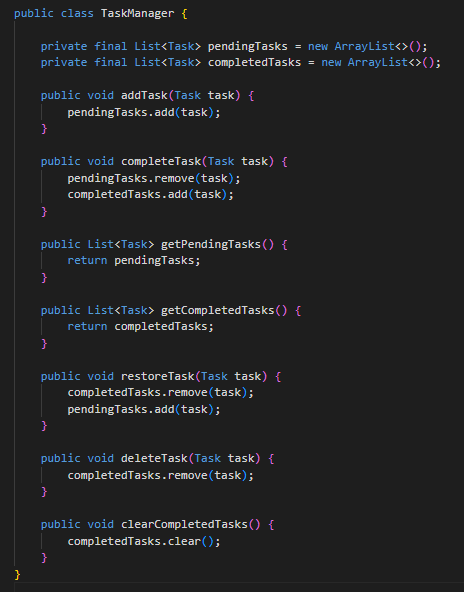 public class TaskManager {
private final List<Task> pendingTasks = new ArrayList<>();
private final List<Task> completedTasks = new ArrayList<>();
public void addTask(Task task) {
pendingTasks.add(task);
}
public void completeTask(Task task) {
pendingTasks.remove(task);
completedTasks.add(task);
}
public List<Task> getPendingTasks() {
return pendingTasks;
}
public List<Task> getCompletedTasks() {
return completedTasks;
}
public void restoreTask(Task task) {
completedTasks.remove(task);
pendingTasks.add(task);
}
public void deleteTask(Task task) {
completedTasks.remove(task);
}
public void clearCompletedTasks() {
completedTasks.clear();
}
}